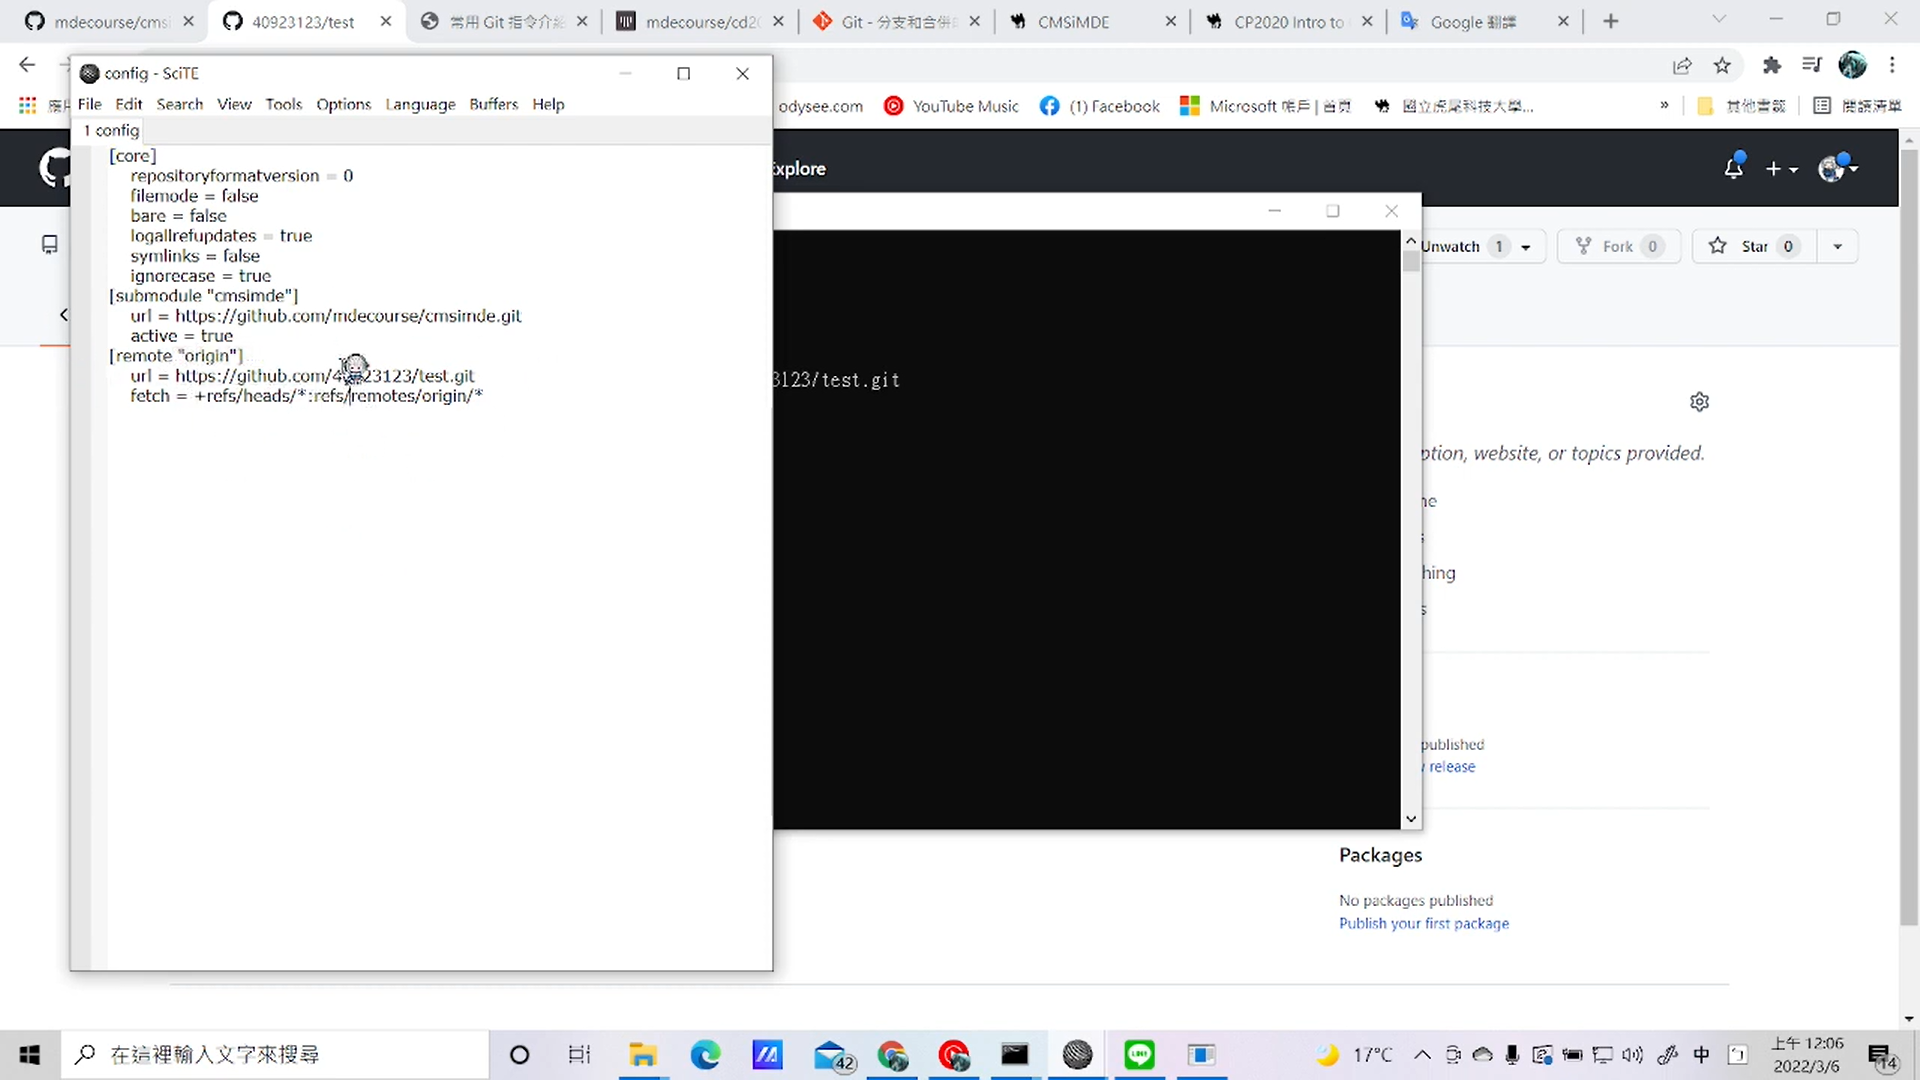 mdecourse/cmsi
40923123/test
常用 Git 指令介紹
mdecourse/cd20
Git - 分支和合併
CMSiMDE
CP2020 Intro to
Google 翻譯
config - SciTE
File Edit Search View Tools Options Language Buffers Help
odysee.com
YouTube Music
(1) Facebook
Microsoft 帳戶 | 首頁
國立虎尾科技大學...
»
其他書籤
閱讀清單
1 config
[core]
repositoryformatversion = 0
filemode = false
bare = false
logallrefupdates = true
symlinks = false
ignorecase = true
[submodule "cmsimde"]
url = https://github.com/mdecourse/cmsimde.git
active = true
[remote "origin"]
url = https://github.com/40923123/test.git
fetch = +refs/heads/*:refs/remotes/origin/*
Explore
Unwatch 1
Fork 0
Star 0
3123/test.git
ption, website, or topics provided.
ne
s
hing
s
published
release
Packages
No packages published
Publish your first package
在這裡輸入文字來搜尋
42
17°C
中
上午 12:06
2022/3/6
14